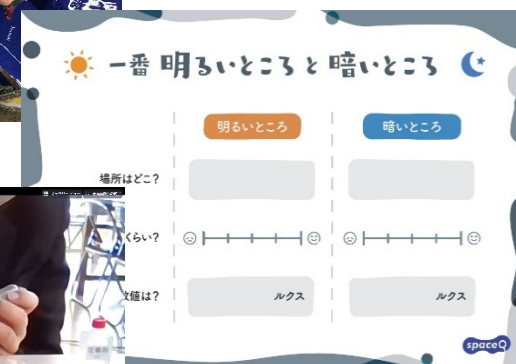 一番 明るいところ と 暗いところ
明るいところ
暗いところ
場所はどこ?
くらい?
数値は?
ルクス
ルクス
spaceQ